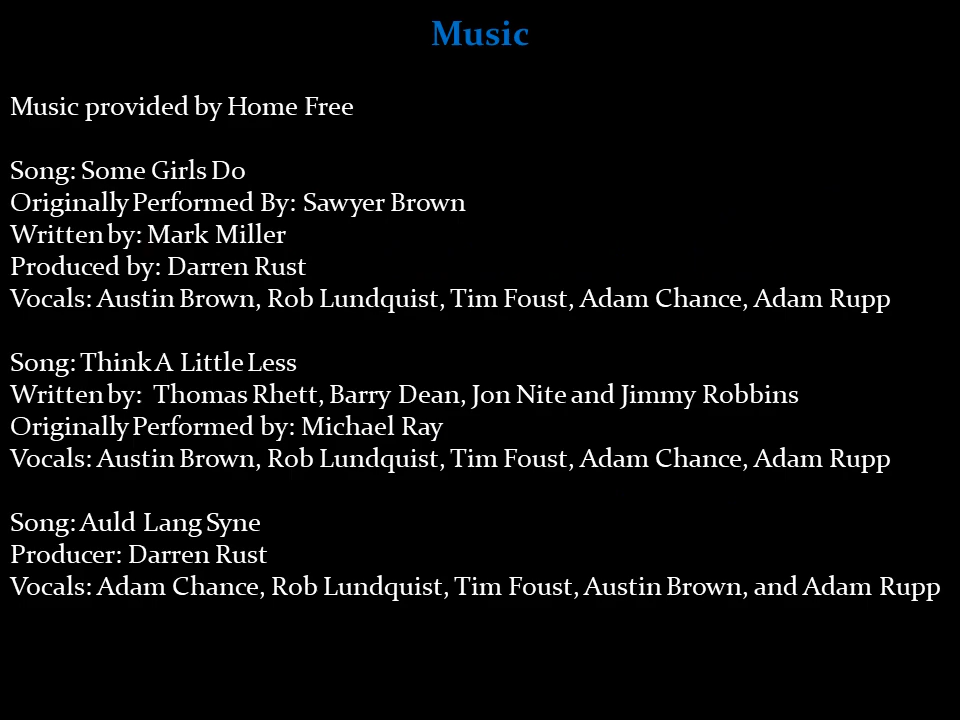 Music
Music provided by Home Free
Song: Some Girls Do
Originally Performed By: Sawyer Brown
Written by: Mark Miller
Produced by: Darren Rust
Vocals: Austin Brown, Rob Lundquist, Tim Foust, Adam Chance, Adam Rupp
Song: Think A Little Less
Written by:  Thomas Rhett, Barry Dean, Jon Nite and Jimmy Robbins
Originally Performed by: Michael Ray
Vocals: Austin Brown, Rob Lundquist, Tim Foust, Adam Chance, Adam Rupp
Song: Auld Lang Syne
Producer: Darren Rust
Vocals: Adam Chance, Rob Lundquist, Tim Foust, Austin Brown, and Adam Rupp